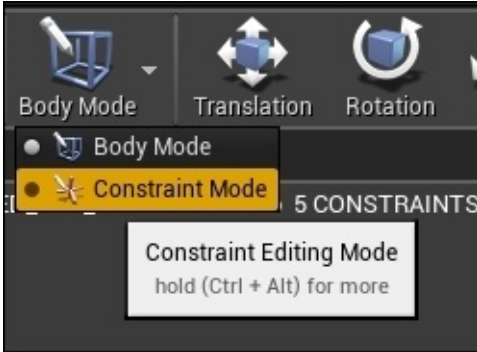 Body Mode
Translation
Rotation
Body Mode
Constraint Mode
5 CONSTRAINTS
Constraint Editing Mode
hold (Ctrl + Alt) for more